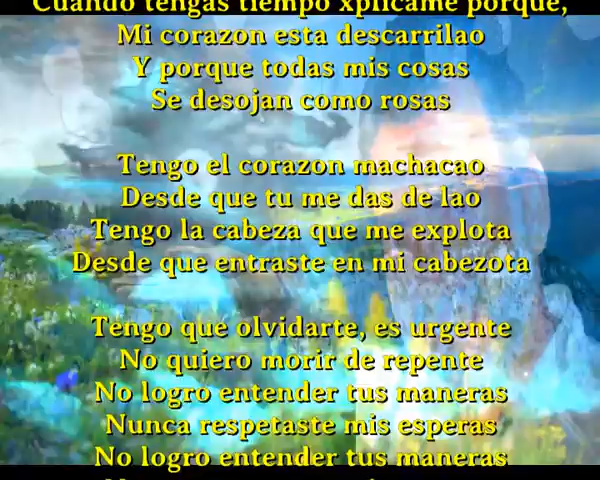 Cuando tengas tiempo xplicame porque,
Mi corazon esta descarrilao
Y porque todas mis cosas
Se desojan como rosas
Tengo el corazon machacao
Desde que tu me das de lao
Tengo la cabeza que me explota
Desde que entraste en mi cabezota
Tengo que olvidarte, es urgente
No quiero morir de repente
No logro entender tus maneras
Nunca respetaste mis esperas
No logro entender tus maneras